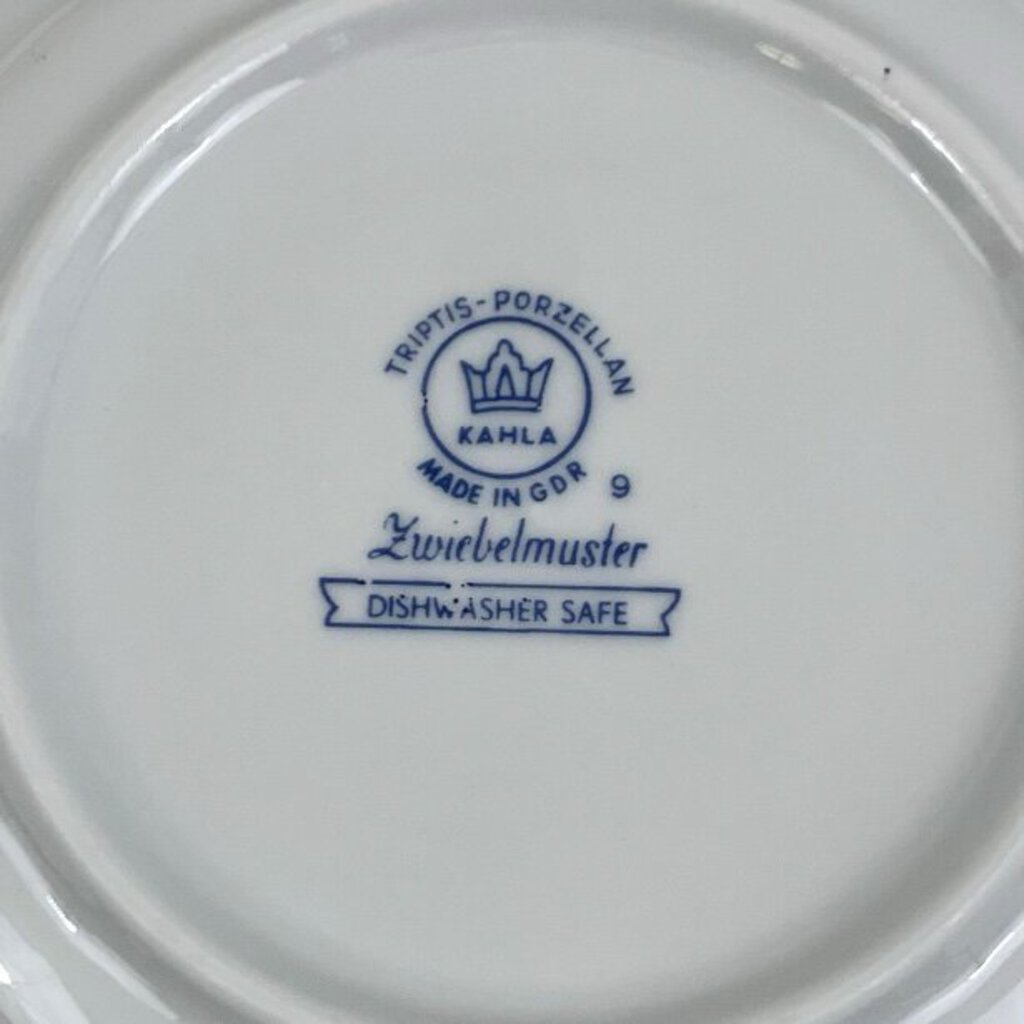 TRIPTIS-PORZELLAN
KAHLA
MADE IN GDR 9
Zwiebelmuster
DISHWASHER SAFE